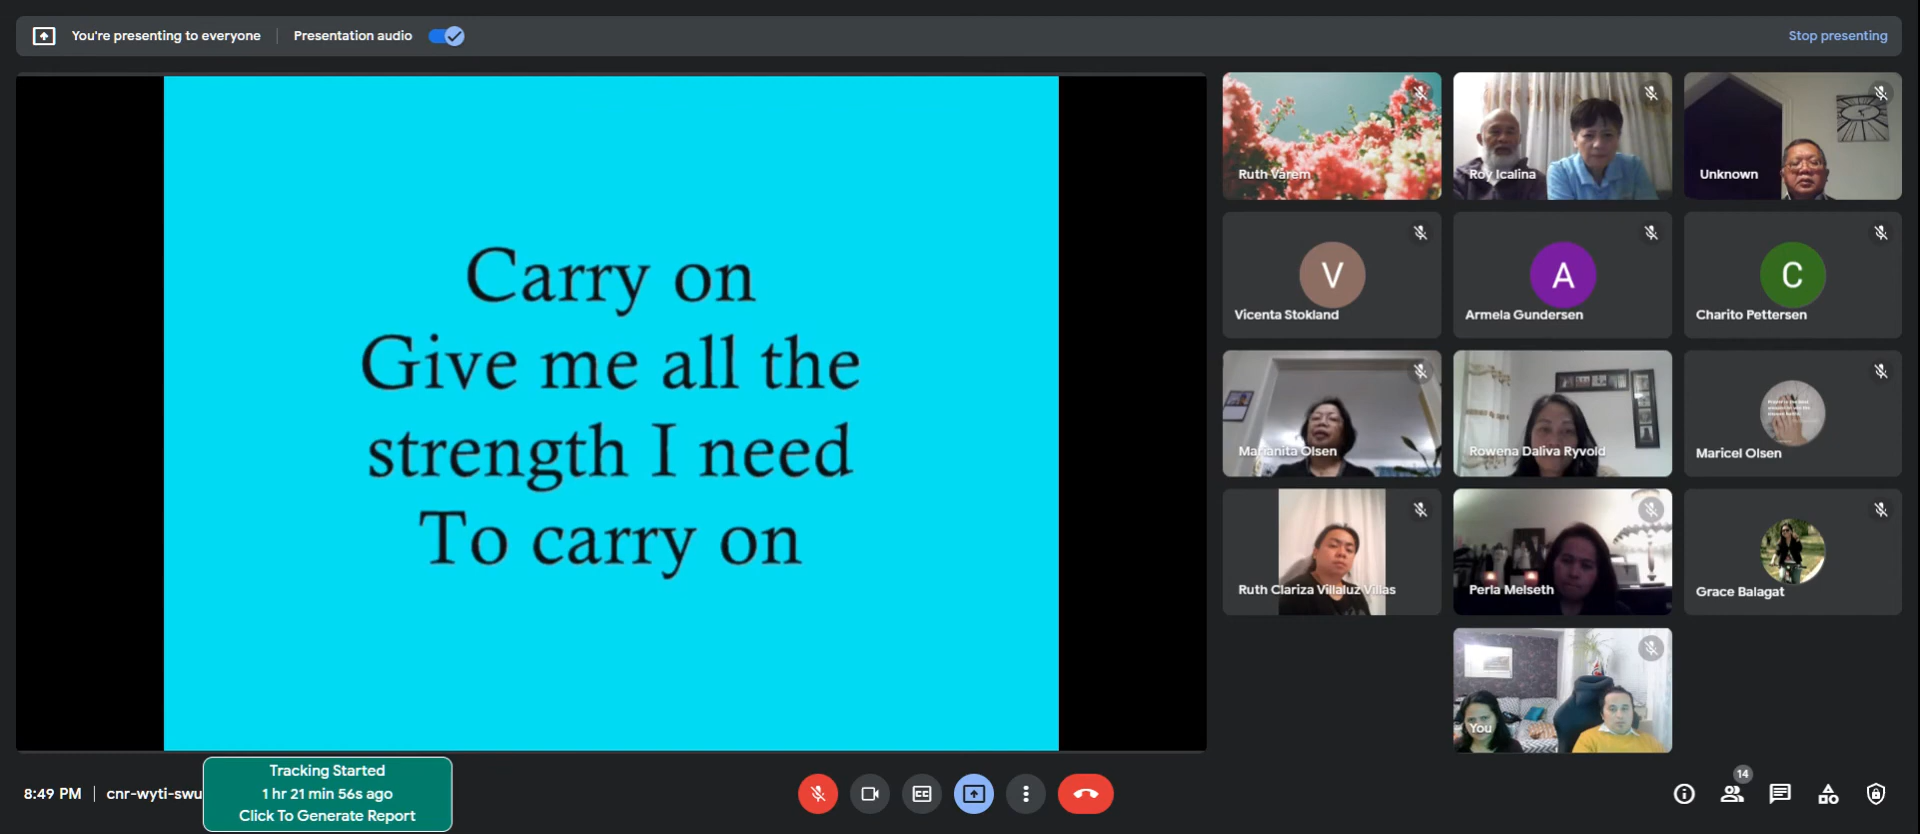 You're presenting to everyone
Presentation audio
Stop presenting
Carry on
Give me all the
strength I need
To carry on
Ruth Varem
Roy Icalina
Unknown
V
Vicenta Stokland
A
Armela Gundersen
C
Charito Pettersen
Marianita Olsen
Rowena Daliva Ryvold
Maricel Olsen
Ruth Clariza Villaluz Villas
Perla Melseth
Grace Balagat
You
8:49 PM | cnr-wyti-swu
Tracking Started
1 hr 21 min 56s ago
Click To Generate Report
14